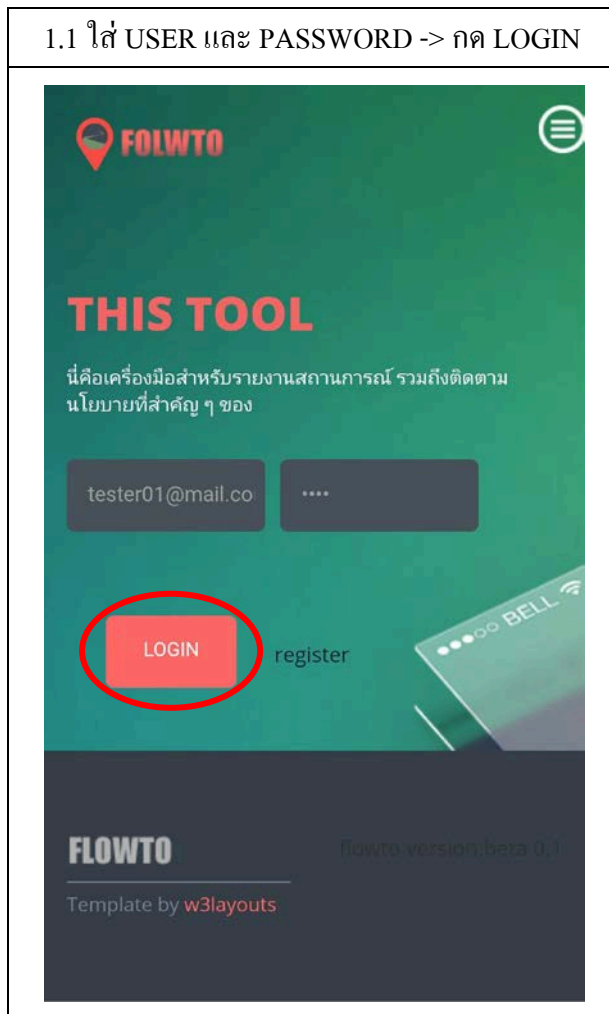 1.1 ใส่ USER และ PASSWORD -> กด LOGIN
FOLWTO
THIS TOOL
นี่คือเครื่องมือสำหรับรายงานสถานการณ์ รวมถึงติดตาม
นโยบายที่สำคัญ ๆ ของ
tester01@mail.co
••••
BELL
LOGIN
register
FLOWTO
flowto version:beta 0,1
Template by w3layouts